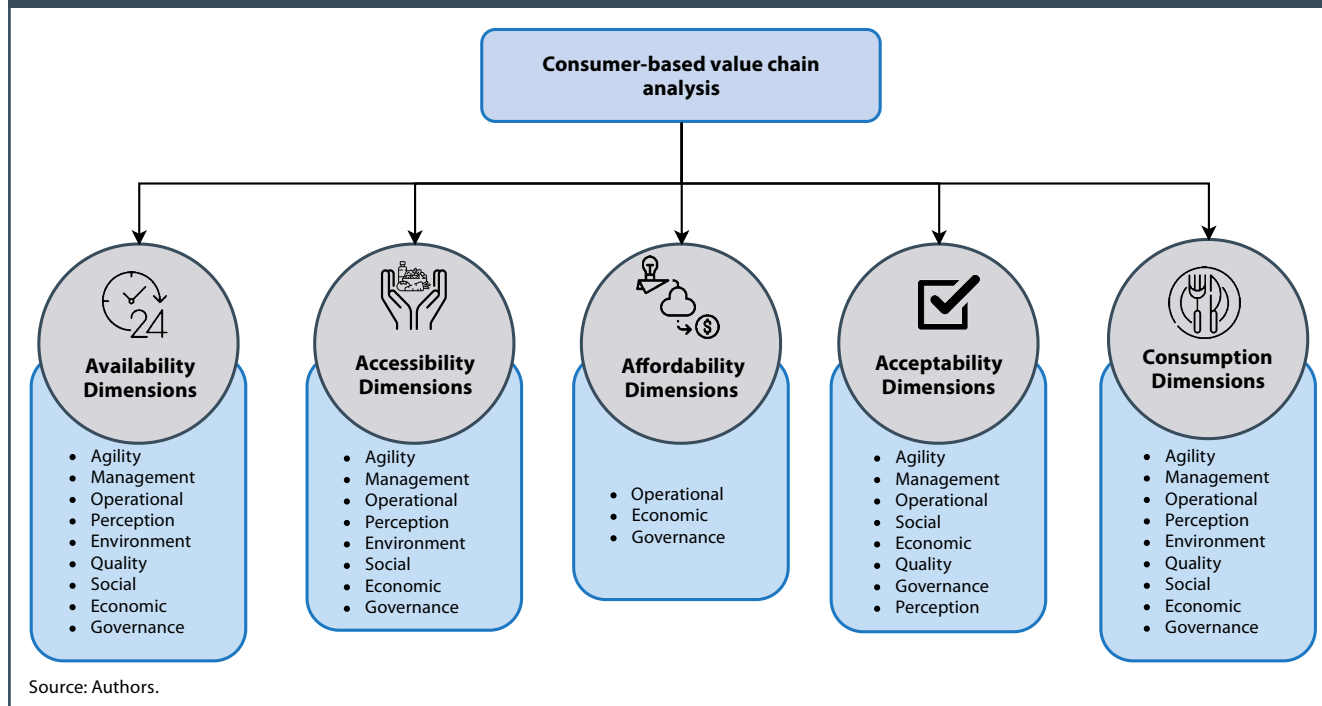 Consumer-based value chain
analysis
24
Availability
Dimensions
• Agility
• Management
• Operational
• Perception
• Environment
• Quality
• Social
• Economic
• Governance
Accessibility
Dimensions
• Agility
• Management
• Operational
• Perception
• Environment
• Social
• Economic
• Governance
$
Affordability
Dimensions
• Operational
• Economic
• Governance
Acceptability
Dimensions
• Agility
• Management
• Operational
• Social
• Economic
• Quality
• Governance
• Perception
Consumption
Dimensions
• Agility
• Management
• Operational
• Perception
• Environment
• Quality
• Social
• Economic
• Governance
Source: Authors.